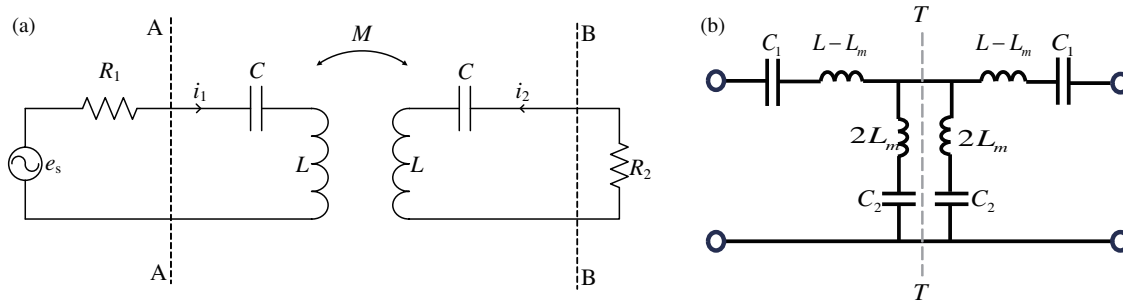 (a)
A
M
B
R₁
i₁
C
C
i₂
eₛ
L
L
R₂
A
B
(b)
T
C₁
L−Lₘ
L−Lₘ
C₁
2Lₘ
2Lₘ
C₂
C₂
T